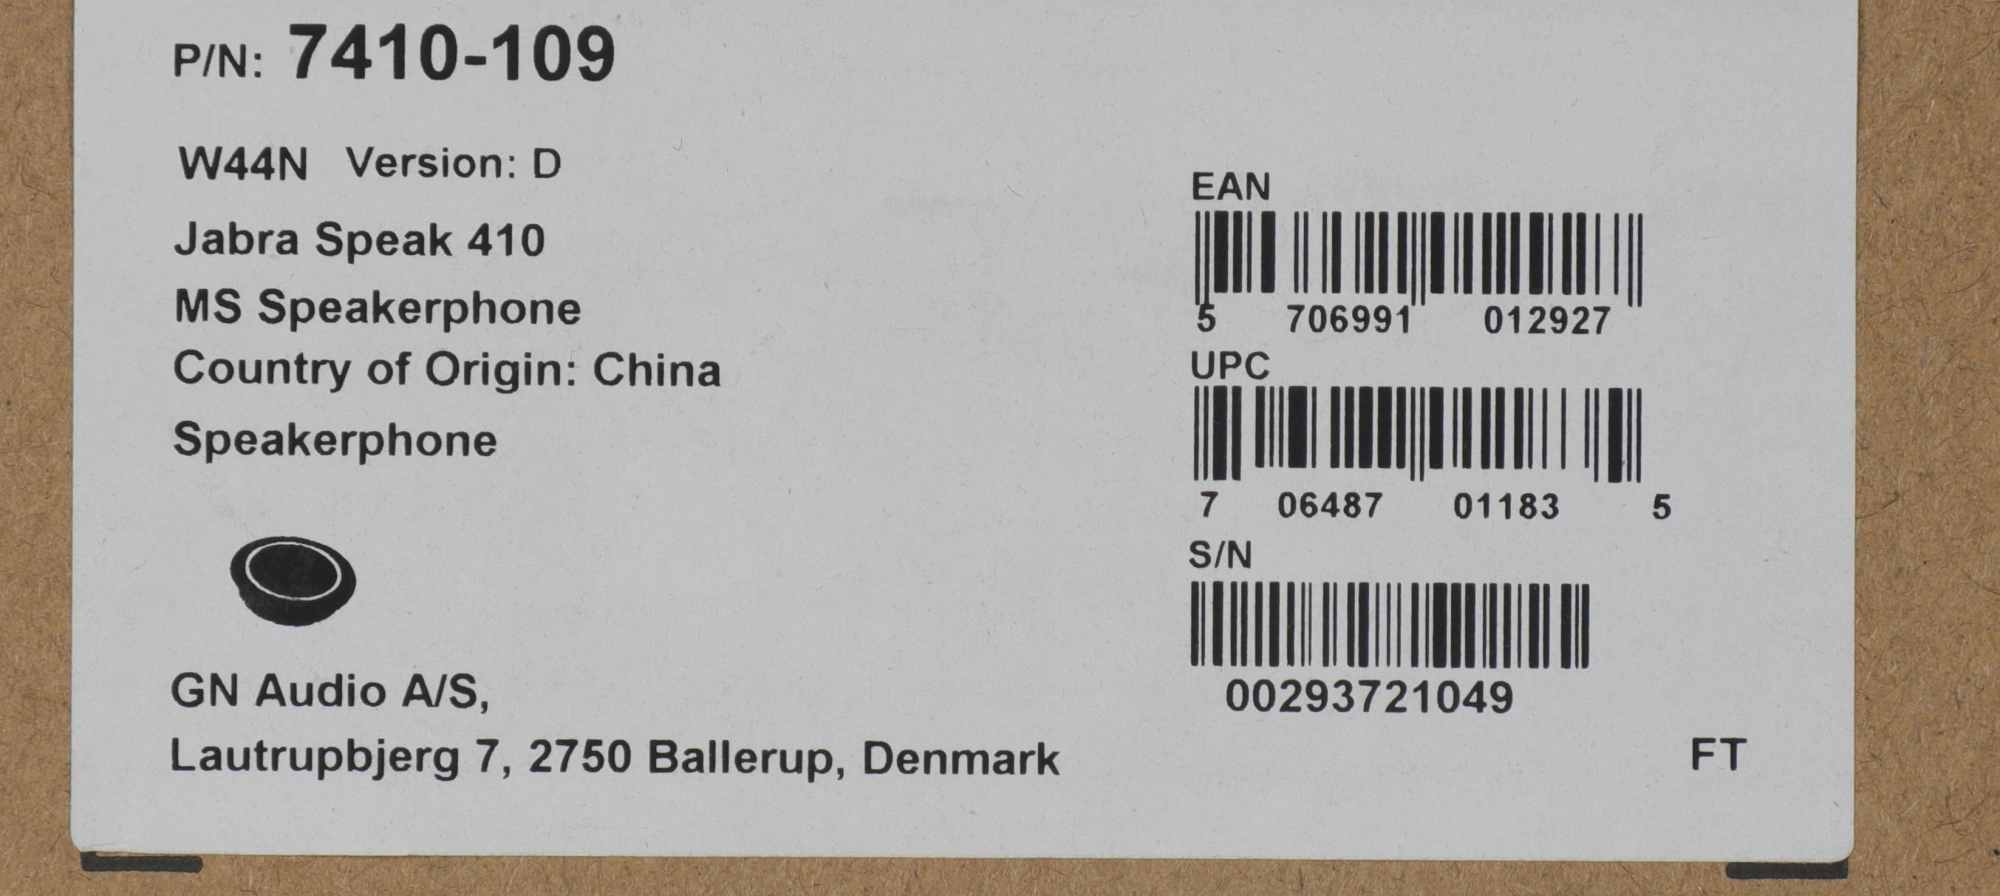 P/N: 7410-109
W44N Version: D
Jabra Speak 410
MS Speakerphone
Country of Origin: China
Speakerphone
GN Audio A/S,
Lautrupbjerg 7, 2750 Ballerup, Denmark
EAN
5 706991 012927
UPC
7 06487 01183 5
S/N
00293721049
FT